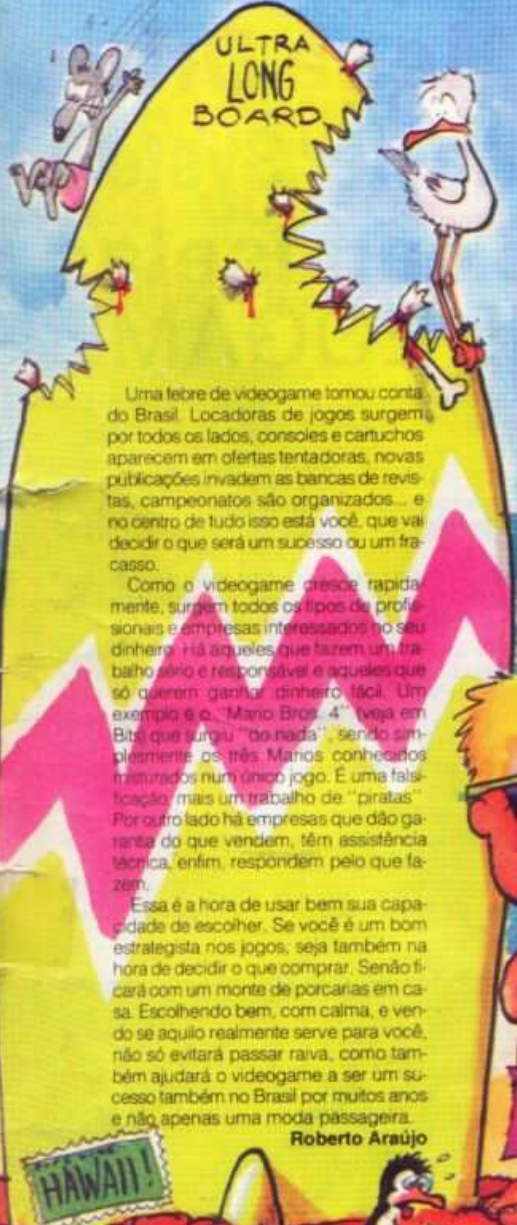 ULTRA
LONG
BOARD
Uma febre de videogame tomou conta
do Brasil. Locadoras de jogos surgem
por todos os lados, consoles e cartuchos
aparecem em ofertas tentadoras, novas
publicações invadem as bancas de revis-
tas, campeonatos são organizados... e
no centro de tudo isso está você, que vai
decidir o que será um sucesso ou um fra-
casso.
Como o videogame cresce rapida-
mente, surgem todos os tipos de profis-
sionais e empresas interessados no seu
dinheiro. Há aqueles que fazem um tra-
balho sério e responsável e aqueles que
só querem ganhar dinheiro fácil. Um
exemplo é o "Mario Bros. 4" (veja em
Bits) que surgiu "do nada", sendo sim-
plesmente os três Marios conhecidos
misturados num único jogo. É uma falsi-
ficação, mais um trabalho de "piratas".
Por outro lado há empresas que dão ga-
rantia do que vendem, têm assistência
técnica, enfim, respondem pelo que fa-
zem.
Essa é a hora de usar bem sua capa-
cidade de escolher. Se você é um bom
estrategista nos jogos, seja também na
hora de decidir o que comprar. Senão fi-
cará com um monte de porcarias em ca-
sa. Escolhendo bem, com calma, e ven-
do se aquilo realmente serve para você,
não só evitará passar raiva, como tam-
bém ajudará o videogame a ser um su-
cesso também no Brasil por muitos anos
e não apenas uma moda passageira.
Roberto Araújo
HAWAII!